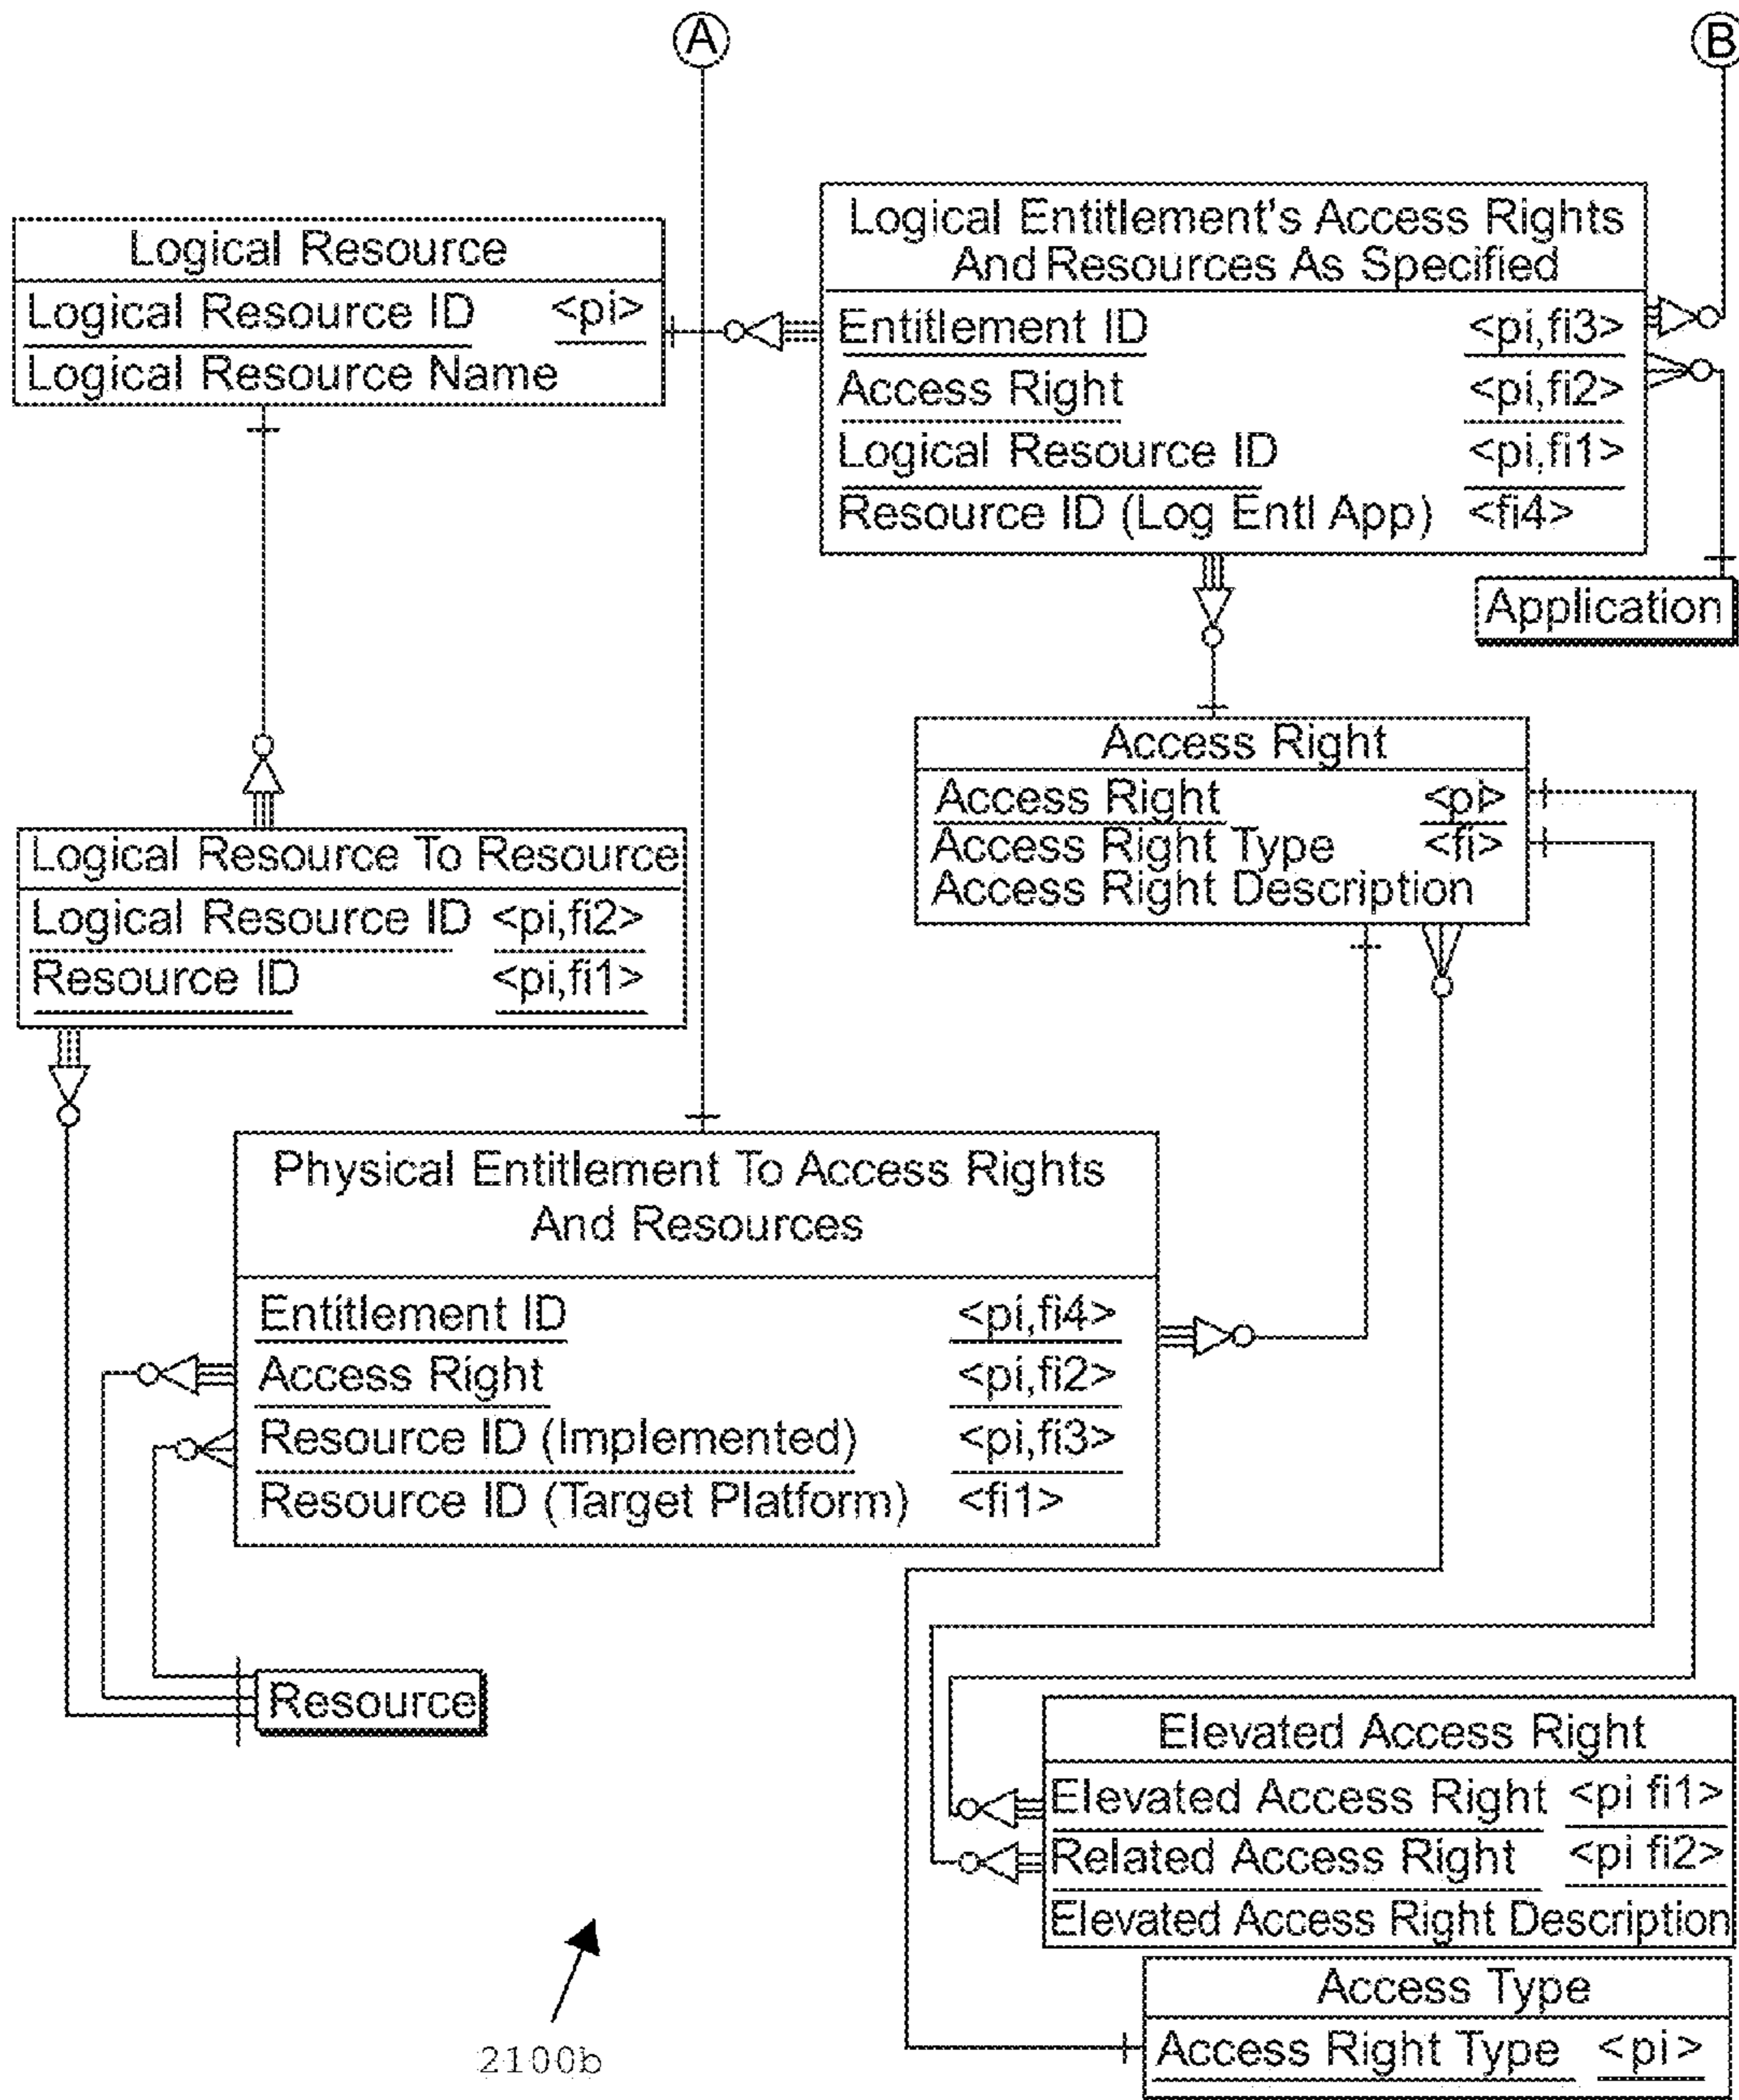 A
B
Logical Resource
Logical Resource ID <pi>
Logical Resource Name
Logical Entitlement's Access Rights
And Resources As Specified
Entitlement ID <pi,fi3>
Access Right <pi,fi2>
Logical Resource ID <pi,fi1>
Resource ID (Log Entl App) <fi4>
Application
Access Right
Access Right <pi>
Access Right Type <fi>
Access Right Description
Logical Resource To Resource
Logical Resource ID <pi,fi2>
Resource ID <pi,fi1>
Physical Entitlement To Access Rights
And Resources
Entitlement ID <pi,fi4>
Access Right <pi,fi2>
Resource ID (Implemented) <pi,fi3>
Resource ID (Target Platform) <fi1>
Resource
Elevated Access Right
Elevated Access Right <pi fi1>
Related Access Right <pi fi2>
Elevated Access Right Description
Access Type
Access Right Type <pi>
2100b